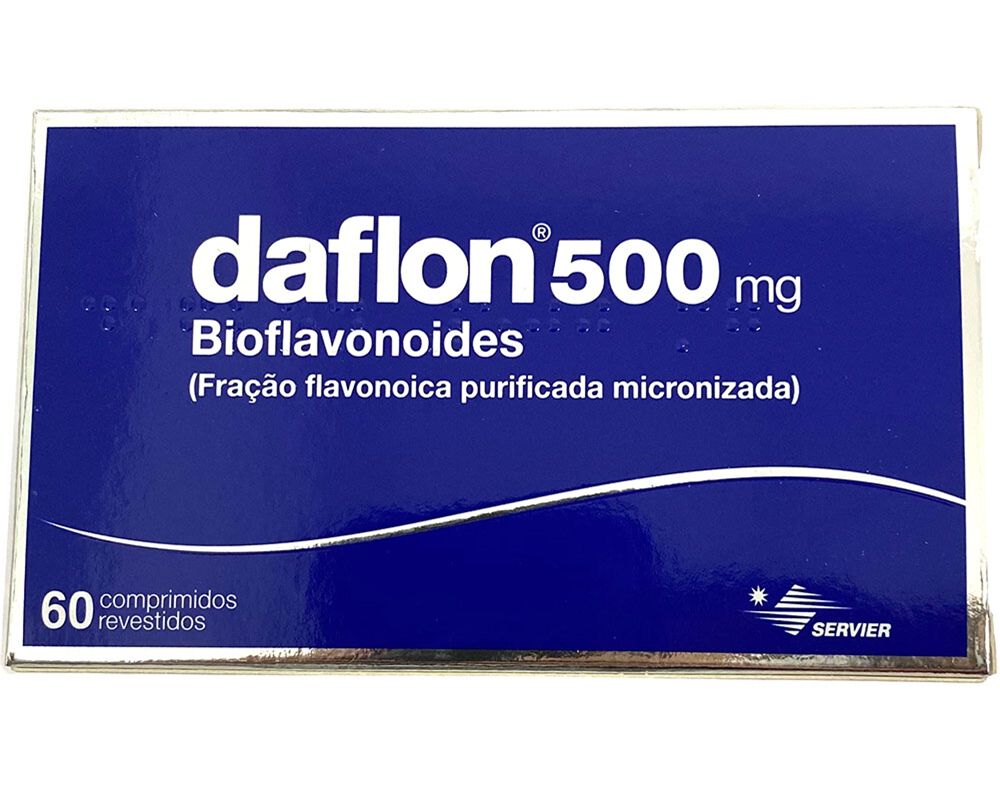 daflon® 500 mg
Bioflavonoides
(Fração flavonoica purificada micronizada)
60 comprimidos
revestidos
SERVIER